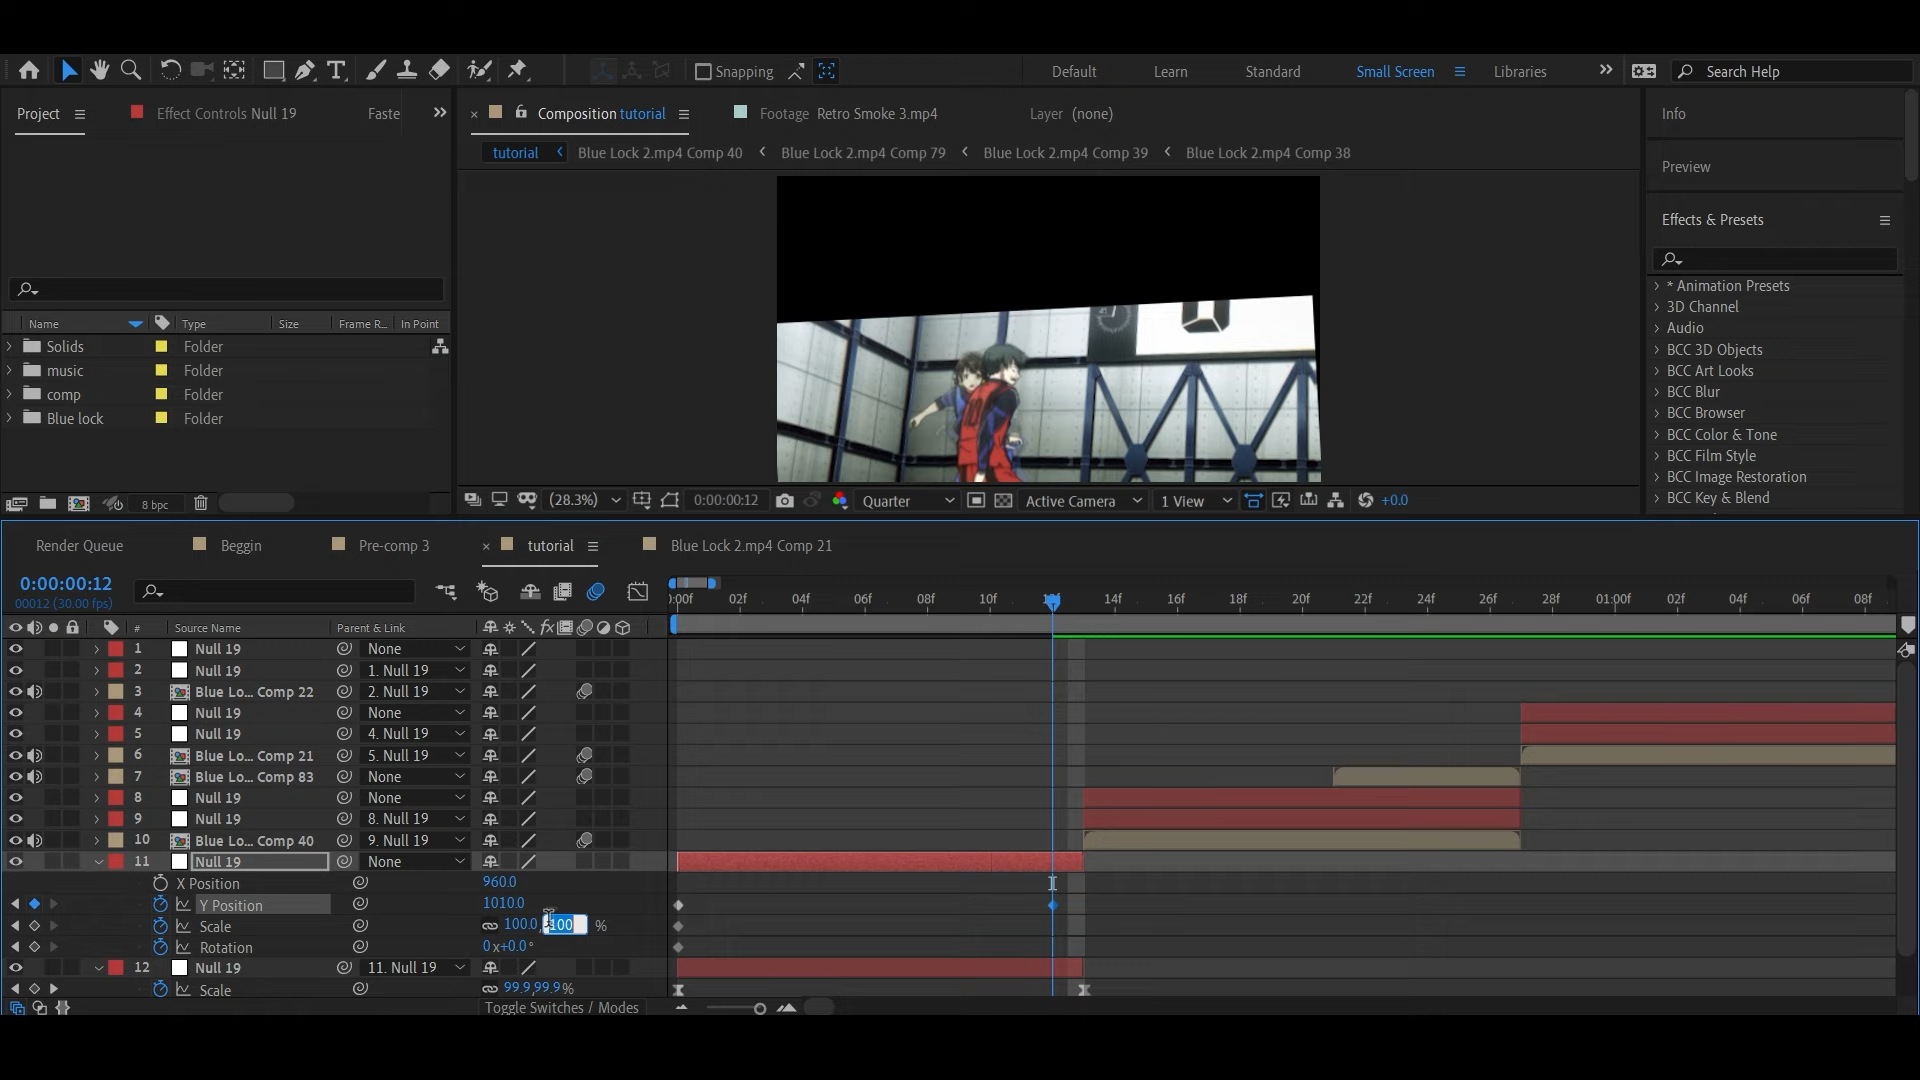 Snapping
Default
Learn
Standard
Small Screen
Libraries
Search Help
Project
Effect Controls Null 19
Faste
Composition tutorial
Footage Retro Smoke 3.mp4
Layer (none)
Info
tutorial
Blue Lock 2.mp4 Comp 40
Blue Lock 2.mp4 Comp 79
Blue Lock 2.mp4 Comp 39
Blue Lock 2.mp4 Comp 38
Preview
Effects & Presets
Name Type Size Frame R... In Point
Solids Folder
music Folder
comp Folder
Blue lock Folder
* Animation Presets
3D Channel
Audio
BCC 3D Objects
BCC Art Looks
BCC Blur
BCC Browser
BCC Color & Tone
BCC Film Style
BCC Image Restoration
BCC Key & Blend
8 bpc
(28.3%) 0:00:00:12 Quarter Active Camera 1 View +0.0
Render Queue Beggin Pre-comp 3 tutorial Blue Lock 2.mp4 Comp 21
0:00:00:12
00012 (30.00 fps)
:00f 02f 04f 06f 08f 10f 14f 16f 18f 20f 22f 24f 26f 28f 01:00f 02f 04f 06f 08f
# Source Name Parent & Link
1 Null 19 None
2 Null 19 1. Null 19
3 Blue Lo... Comp 22 2. Null 19
4 Null 19 None
5 Null 19 4. Null 19
6 Blue Lo... Comp 21 5. Null 19
7 Blue Lo... Comp 83 None
8 Null 19 None
9 Null 19 8. Null 19
10 Blue Lo... Comp 40 9. Null 19
11 Null 19 None
X Position 960.0
Y Position 1010.0
Scale 100.0, 100 %
Rotation 0x+0.0°
12 Null 19 11. Null 19
Scale 99.9,99.9%
Toggle Switches / Modes